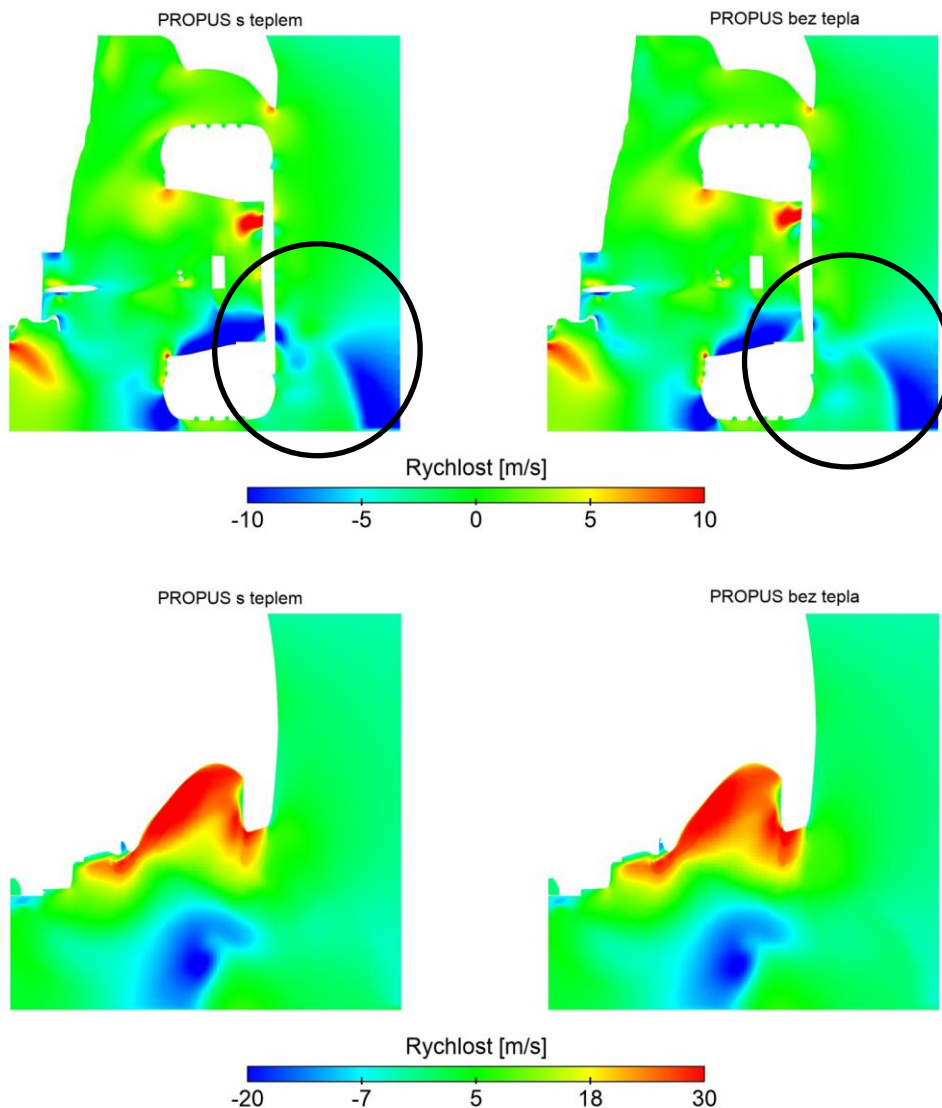 PROPUS s teplem
PROPUS bez tepla
Rychlost [m/s]
-10 -5 0 5 10
PROPUS s teplem
PROPUS bez tepla
Rychlost [m/s]
-20 -7 5 18 30